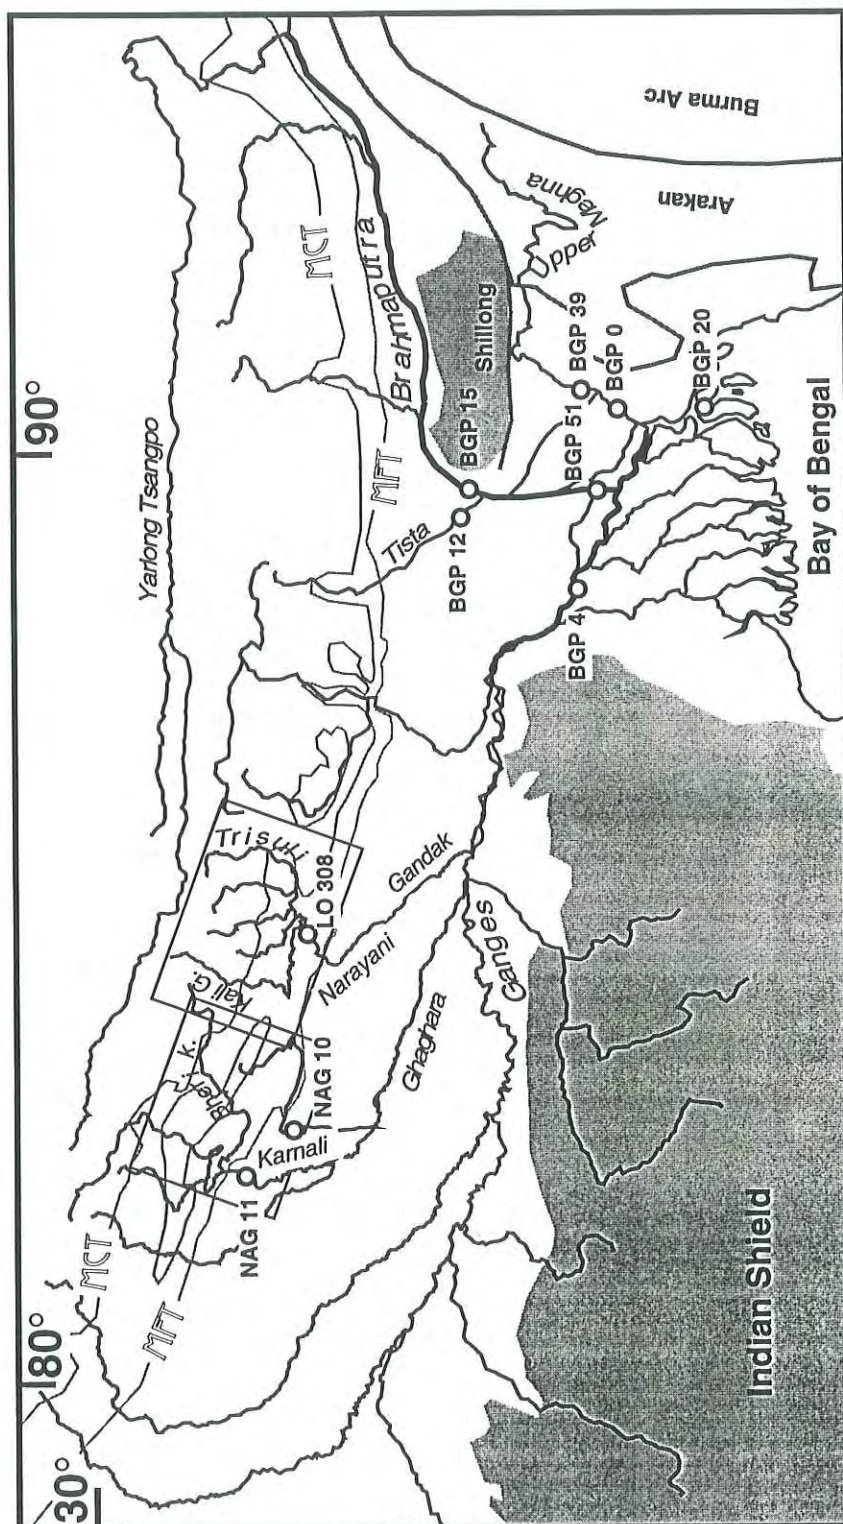 80°
90°
30°
Yarlong Tsangpo
MCT
MCT
MFT
MFT
Brahmaputra
Shillong
Upper Meghna
Burma Arc
Arakan
Tista
BGP 15
BGP 12
BGP 39
BGP 0
BGP 51
BGP 20
BGP 4
Bay of Bengal
Trisuli
LO 308
Kali G.
Narayani
Gandak
Bheri
k.
NAG 10
Karnali
NAG 11
Ghaghara
Ganges
Indian Shield